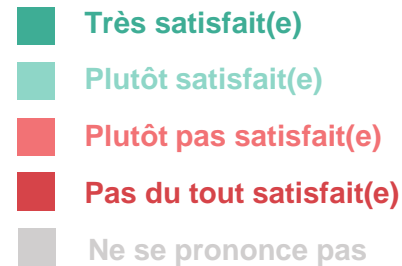 Très satisfait(e)
Plutôt satisfait(e)
Plutôt pas satisfait(e)
Pas du tout satisfait(e)
Ne se prononce pas